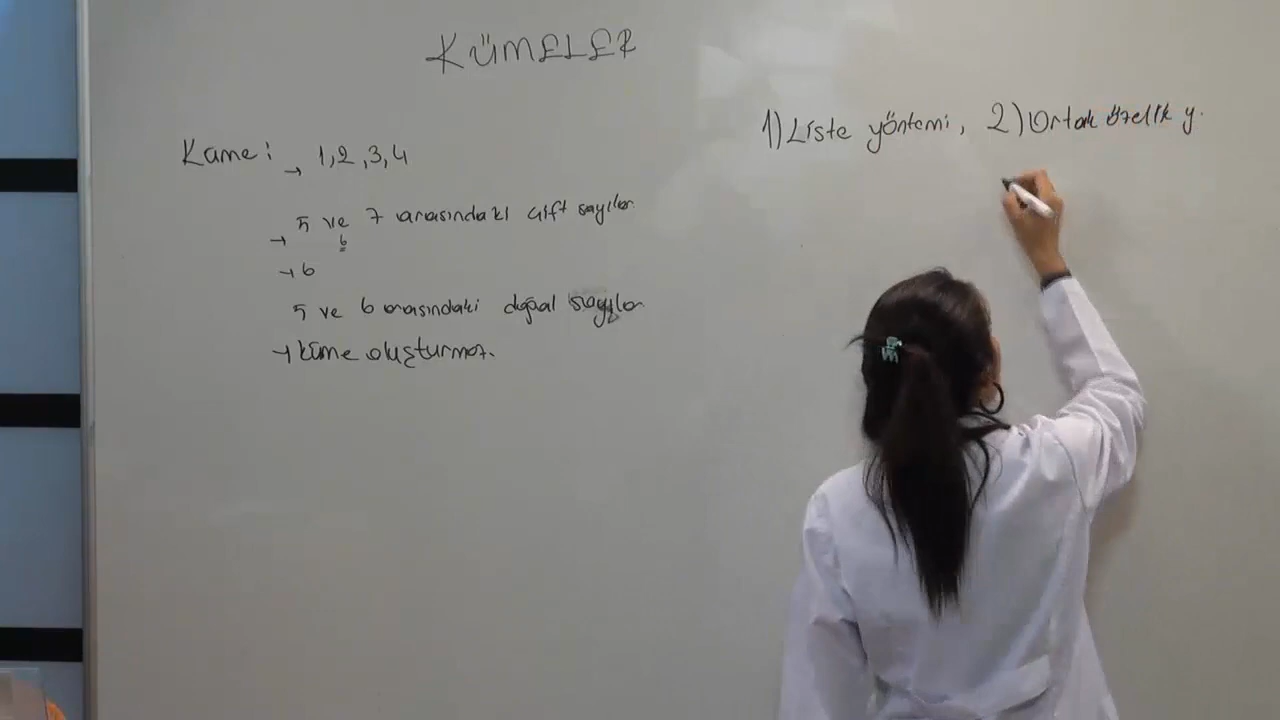 KÜMELER
Küme: → 1,2,3,4
5 ve 7 arasındaki çift sayılar
→ 6
→ 6
5 ve 6 arasındaki doğal sayılar
→ küme oluşturmaz.
1) Liste yöntemi, 2) Ortak özelik y.